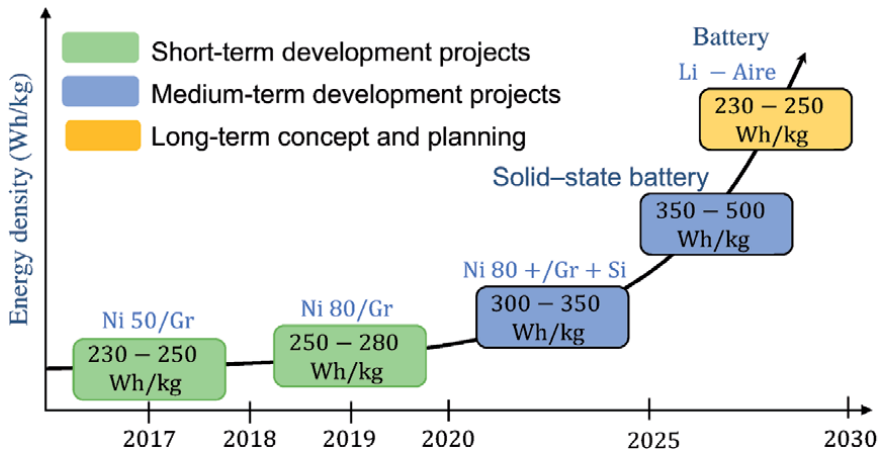 Short-term development projects
Medium-term development projects
Long-term concept and planning
Energy density (Wh/kg)
Battery
Li − Aire
230 − 250
Wh/kg
Solid–state battery
350 − 500
Wh/kg
Ni 80 +/Gr + Si
300 − 350
Wh/kg
Ni 80/Gr
250 − 280
Wh/kg
Ni 50/Gr
230 − 250
Wh/kg
2017 2018 2019 2020 2025 2030